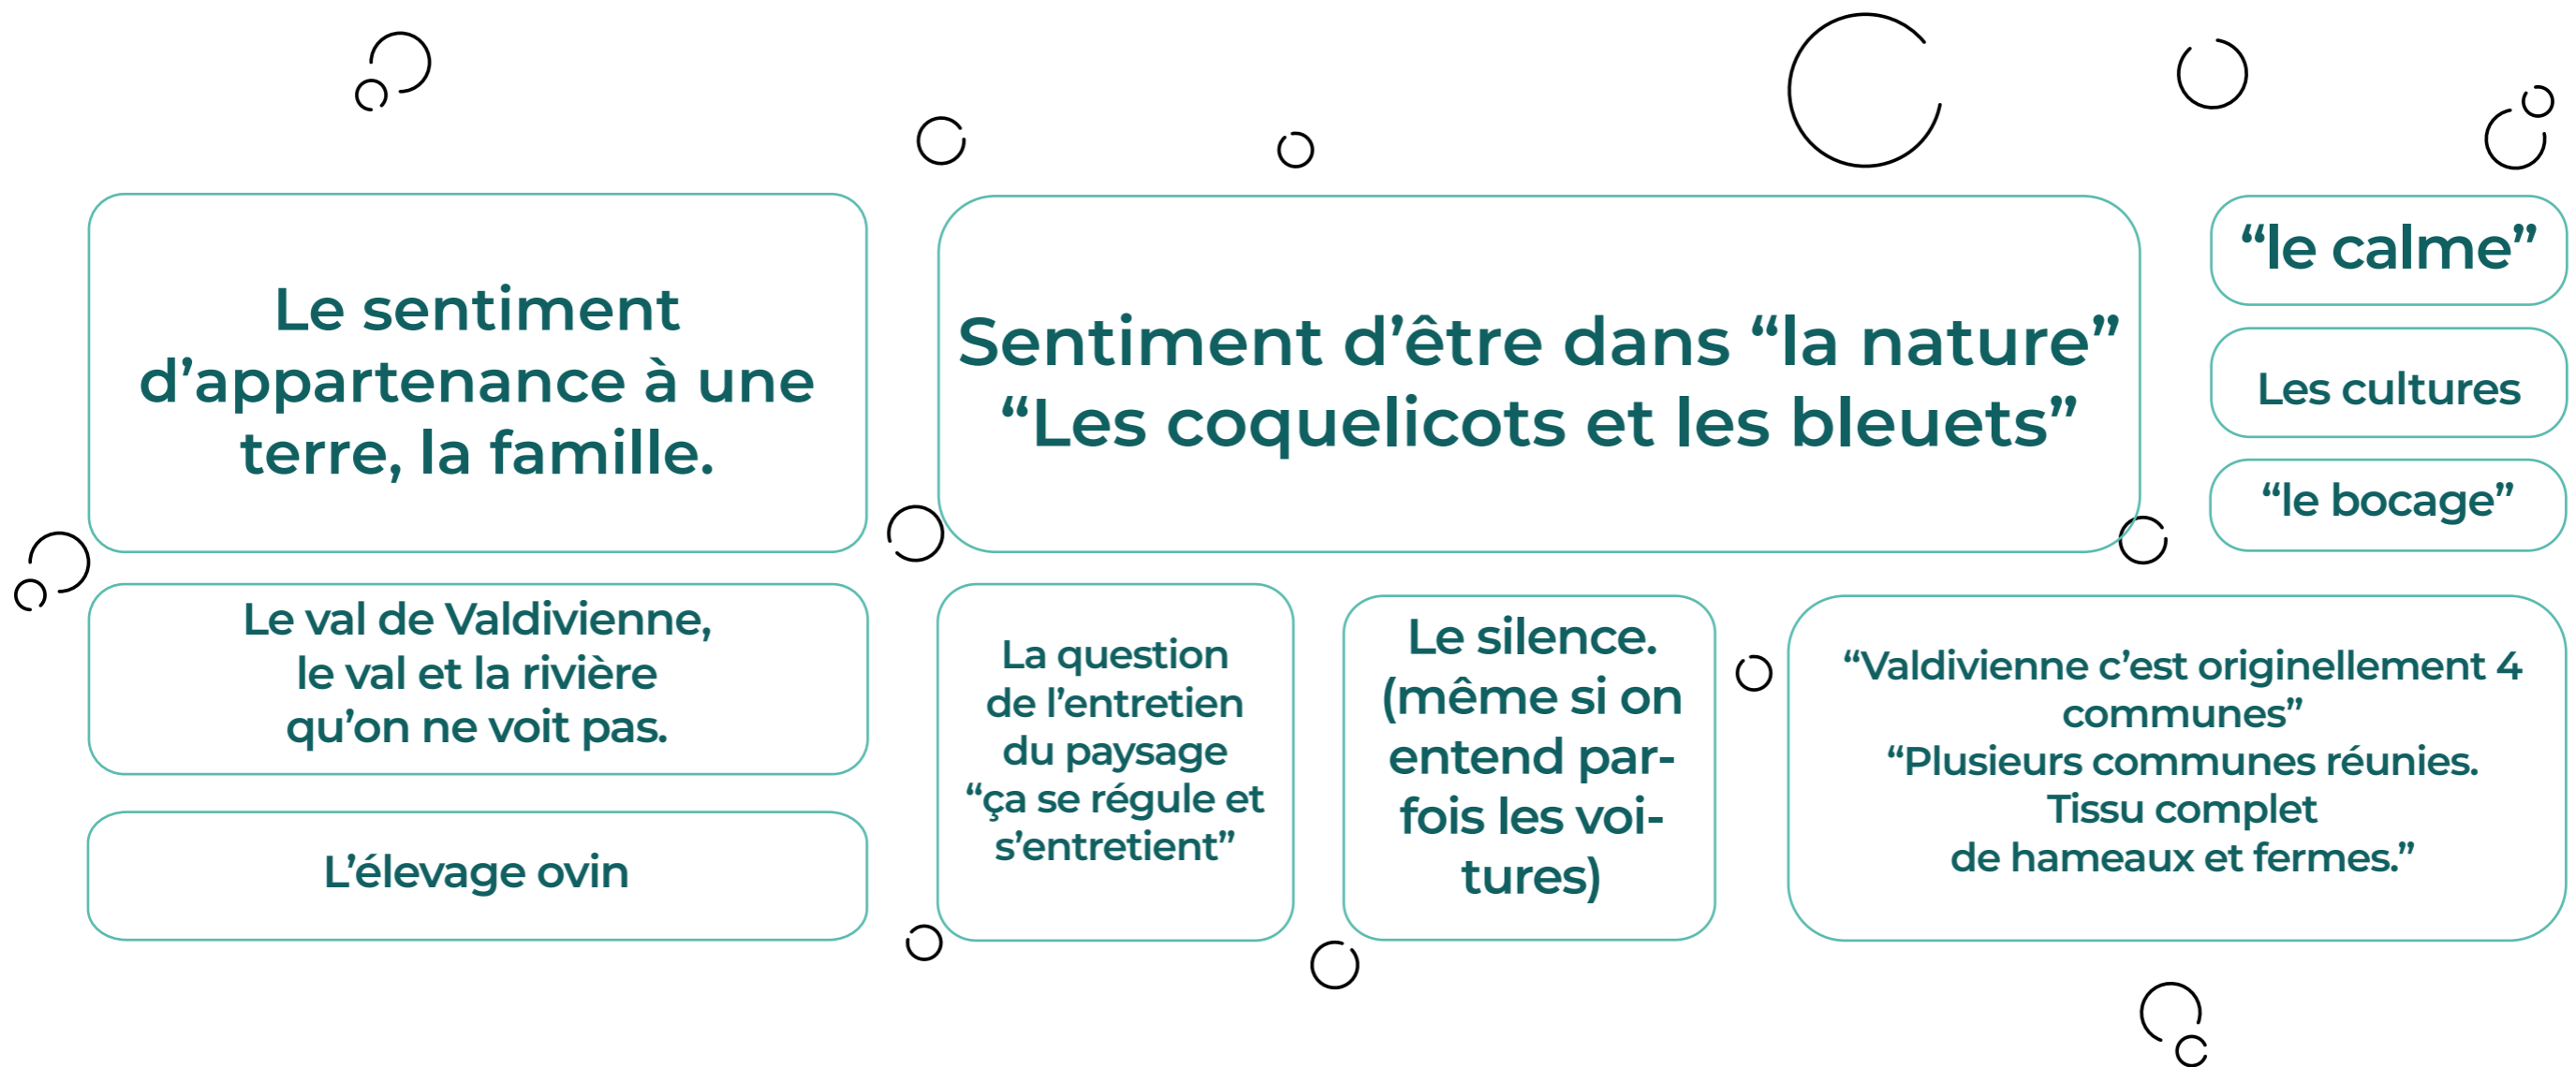 Le sentiment
d’appartenance à une
terre, la famille.
Sentiment d’être dans “la nature”
“Les coquelicots et les bleuets”
“le calme”
Les cultures
“le bocage”
Le val de Valdivienne,
le val et la rivière
qu’on ne voit pas.
L’élevage ovin
La question
de l’entretien
du paysage
“ça se régule et
s’entretient”
Le silence.
(même si on
entend par-
fois les voi-
tures)
“Valdivienne c’est originellement 4
communes”
“Plusieurs communes réunies.
Tissu complet
de hameaux et fermes.”